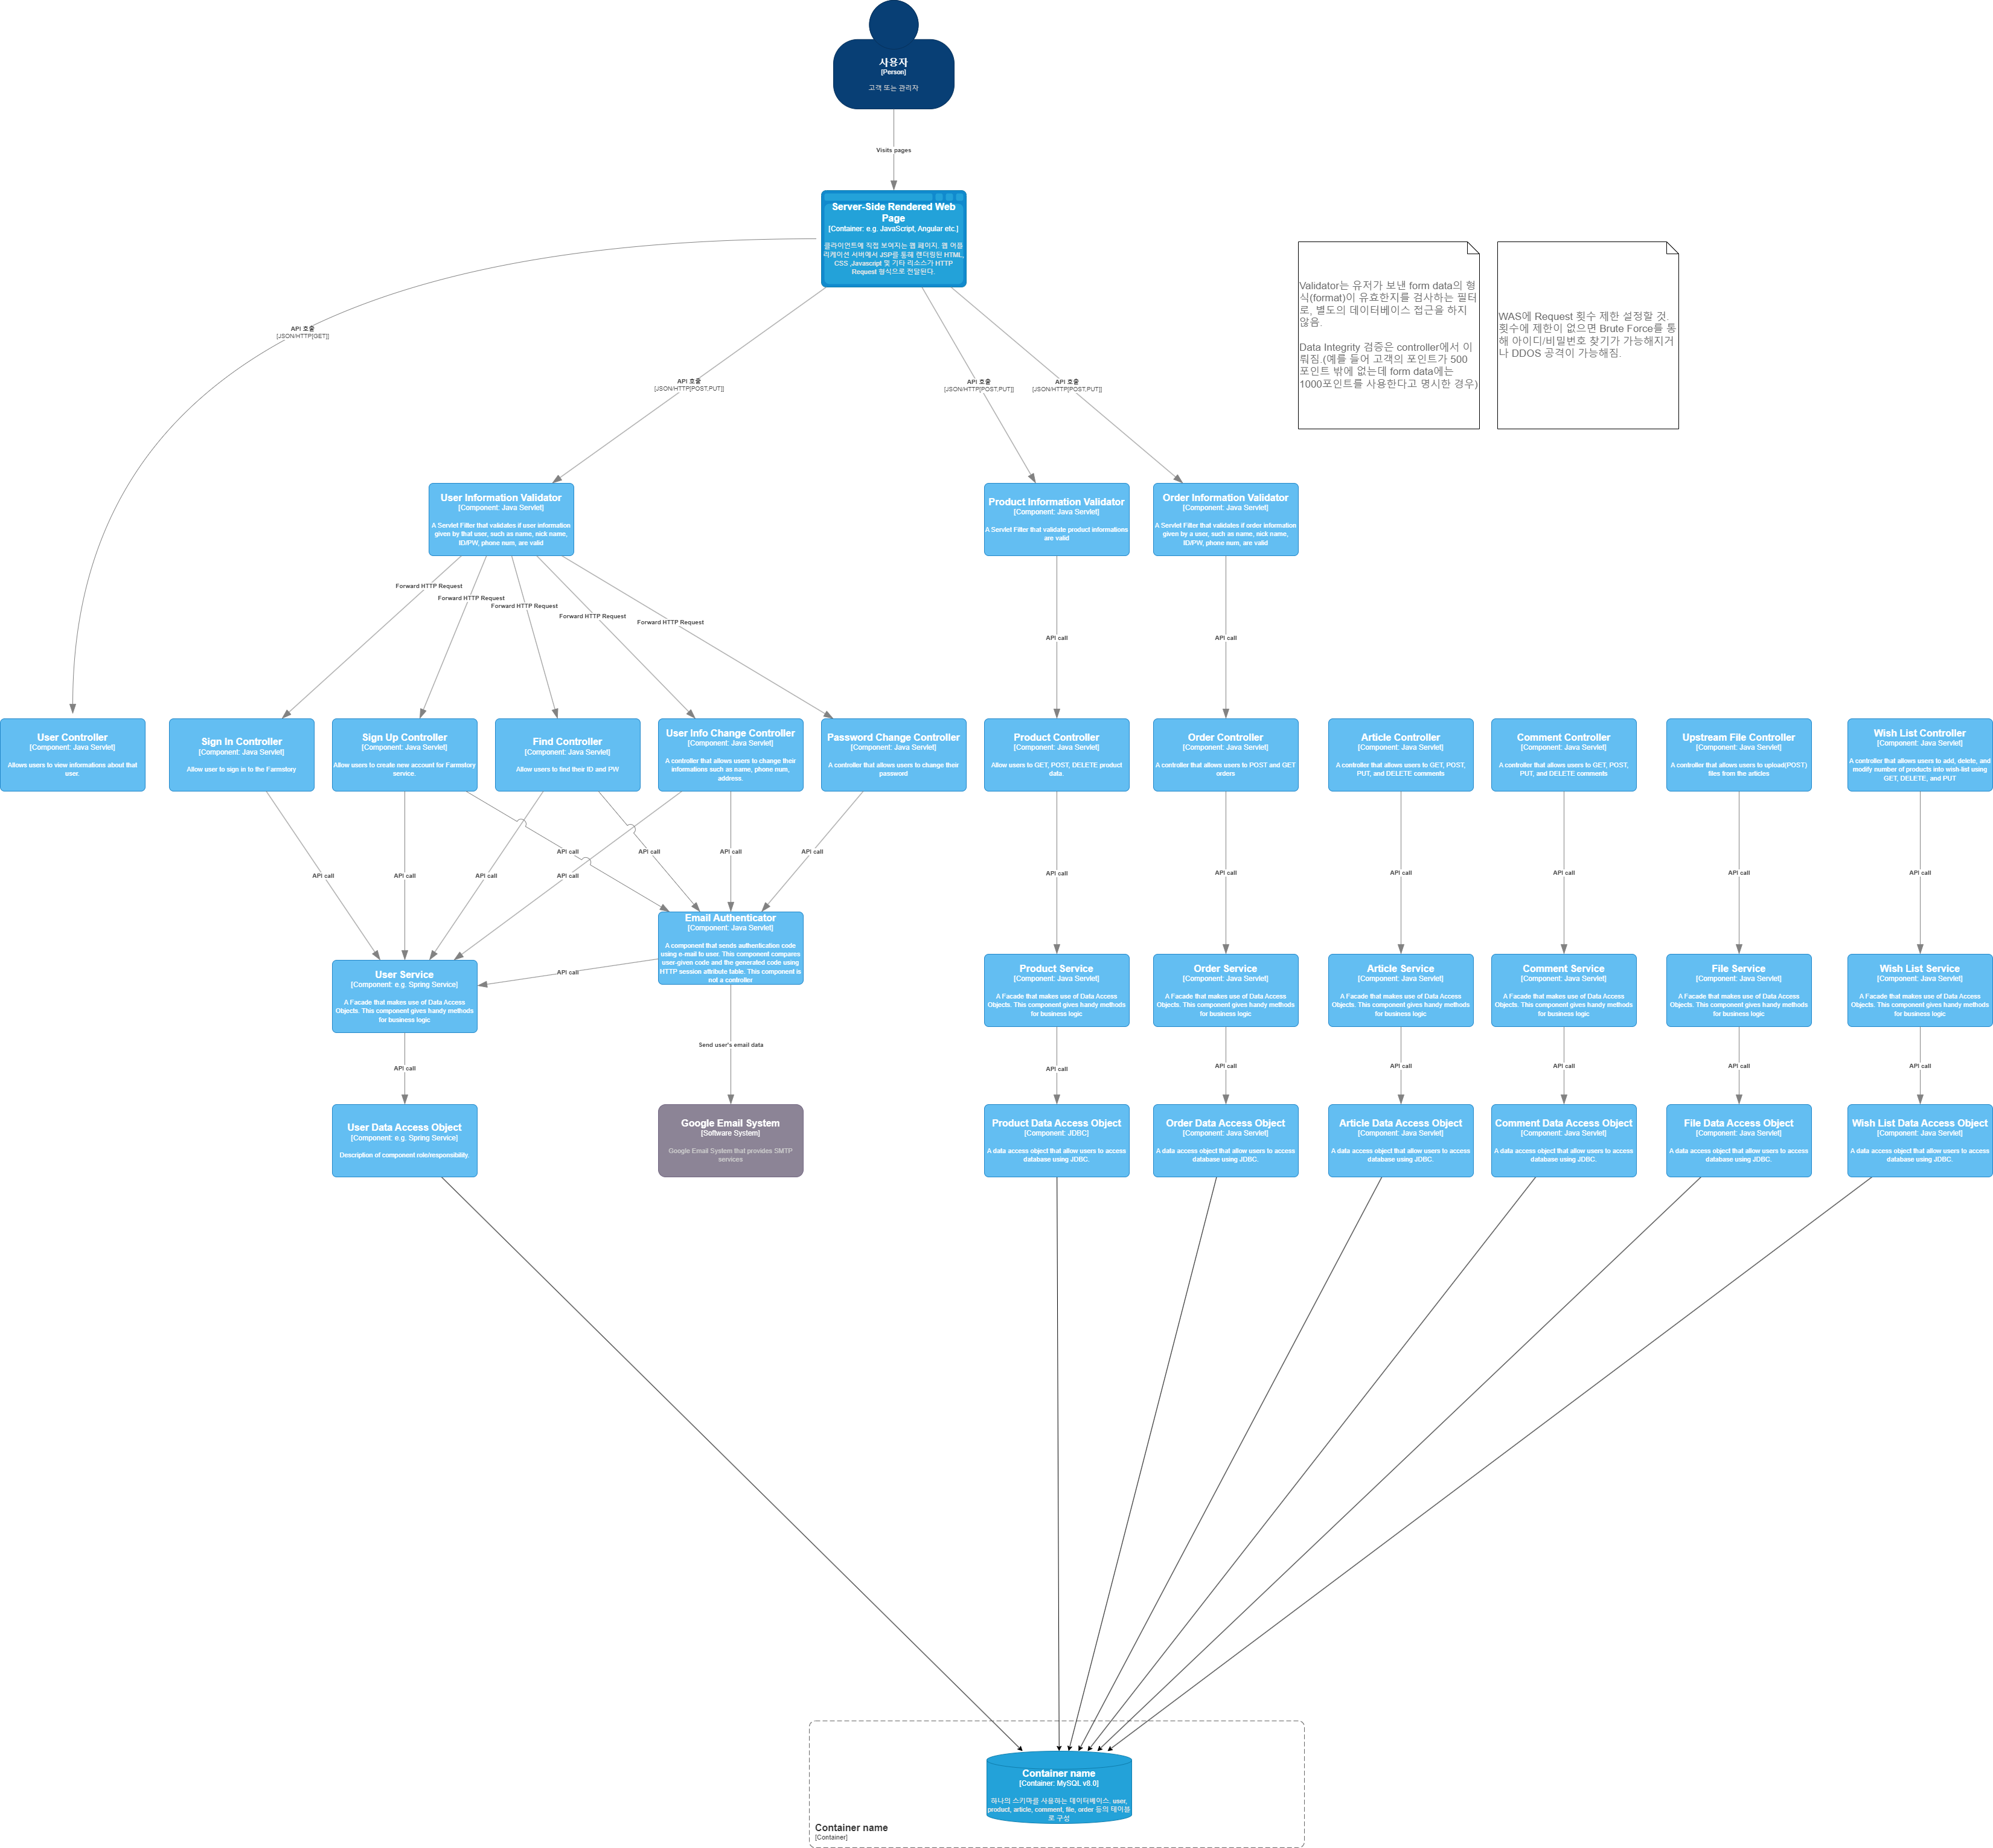 사용자
[Person]
고객 또는 관리자
Visits pages
Server-Side Rendered Web
Page
[Container: e.g. JavaScript, Angular etc.]
클라이언트에 직접 보여지는 웹 페이지. 웹 어플
리케이션 서버에서 JSP를 통해 렌더링된 HTML,
CSS ,Javascript 및 기타 리소스가 HTTP
Request 형식으로 전달된다.
Validator는 유저가 보낸 form data의 형
식(format)이 유효한지를 검사하는 필터
로, 별도의 데이터베이스 접근을 하지
않음.
Data Integrity 검증은 controller에서 이
뤄짐.(예를 들어 고객의 포인트가 500
포인트 밖에 없는데 form data에는
1000포인트를 사용한다고 명시한 경우)
WAS에 Request 횟수 제한 설정할 것.
횟수에 제한이 없으면 Brute Force를 통
해 아이디/비밀번호 찾기가 가능해지거
나 DDOS 공격이 가능해짐.
API 호출
[JSON/HTTP[GET]]
API 호출
[JSON/HTTP[POST,PUT]]
API 호출
[JSON/HTTP[POST,PUT]]
API 호출
[JSON/HTTP[POST,PUT]]
User Information Validator
[Component: Java Servlet]
A Servlet Filter that validates if user information
given by that user, such as name, nick name,
ID/PW, phone num, are valid
Product Information Validator
[Component: Java Servlet]
A Servlet Filter that validate product informations
are valid
Order Information Validator
[Component: Java Servlet]
A Servlet Filter that validates if order information
given by a user, such as name, nick name,
ID/PW, phone num, are valid
Forward HTTP Request
Forward HTTP Request
Forward HTTP Request
Forward HTTP Request
Forward HTTP Request
API call
API call
User Controller
[Component: Java Servlet]
Allows users to view informations about that
user.
Sign In Controller
[Component: Java Servlet]
Allow user to sign in to the Farmstory
Sign Up Controller
[Component: Java Servlet]
Allow users to create new account for Farmstory
service.
Find Controller
[Component: Java Servlet]
Allow users to find their ID and PW
User Info Change Controller
[Component: Java Servlet]
A controller that allows users to change their
informations such as name, phone num,
address.
Password Change Controller
[Component: Java Servlet]
A controller that allows users to change their
password
Product Controller
[Component: Java Servlet]
Allow users to GET, POST, DELETE product
data.
Order Controller
[Component: Java Servlet]
A controller that allows users to POST and GET
orders
Article Controller
[Component: Java Servlet]
A controller that allows users to GET, POST,
PUT, and DELETE comments
Comment Controller
[Component: Java Servlet]
A controller that allows users to GET, POST,
PUT, and DELETE comments
Upstream File Controller
[Component: Java Servlet]
A controller that allows users to upload(POST)
files from the articles
Wish List Controller
[Component: Java Servlet]
A controller that allows users to add, delete, and
modify number of products into wish-list using
GET, DELETE, and PUT
API call
API call
API call
API call
API call
API call
API call
API call
API call
API call
API call
API call
API call
API call
Email Authenticator
[Component: Java Servlet]
A component that sends authentication code
using e-mail to user. This component compares
user-given code and the generated code using
HTTP session attribute table. This component is
not a controller
API call
User Service
[Component: e.g. Spring Service]
A Facade that makes use of Data Access
Objects. This component gives handy methods
for business logic
Product Service
[Component: Java Servlet]
A Facade that makes use of Data Access
Objects. This component gives handy methods
for business logic
Order Service
[Component: Java Servlet]
A Facade that makes use of Data Access
Objects. This component gives handy methods
for business logic
Article Service
[Component: Java Servlet]
A Facade that makes use of Data Access
Objects. This component gives handy methods
for business logic
Comment Service
[Component: Java Servlet]
A Facade that makes use of Data Access
Objects. This component gives handy methods
for business logic
File Service
[Component: Java Servlet]
A Facade that makes use of Data Access
Objects. This component gives handy methods
for business logic
Wish List Service
[Component: Java Servlet]
A Facade that makes use of Data Access
Objects. This component gives handy methods
for business logic
Send user's email data
API call
API call
API call
API call
API call
API call
API call
User Data Access Object
[Component: e.g. Spring Service]
Description of component role/responsibility.
Google Email System
[Software System]
Google Email System that provides SMTP
services
Product Data Access Object
[Component: JDBC]
A data access object that allow users to access
database using JDBC.
Order Data Access Object
[Component: Java Servlet]
A data access object that allow users to access
database using JDBC.
Article Data Access Object
[Component: Java Servlet]
A data access object that allow users to access
database using JDBC.
Comment Data Access Object
[Component: Java Servlet]
A data access object that allow users to access
database using JDBC.
File Data Access Object
[Component: Java Servlet]
A data access object that allow users to access
database using JDBC.
Wish List Data Access Object
[Component: Java Servlet]
A data access object that allow users to access
database using JDBC.
Container name
[Container: MySQL v8.0]
하나의 스키마를 사용하는 데이터베이스. user,
product, article, comment, file, order 등의 테이블
로 구성
Container name
[Container]